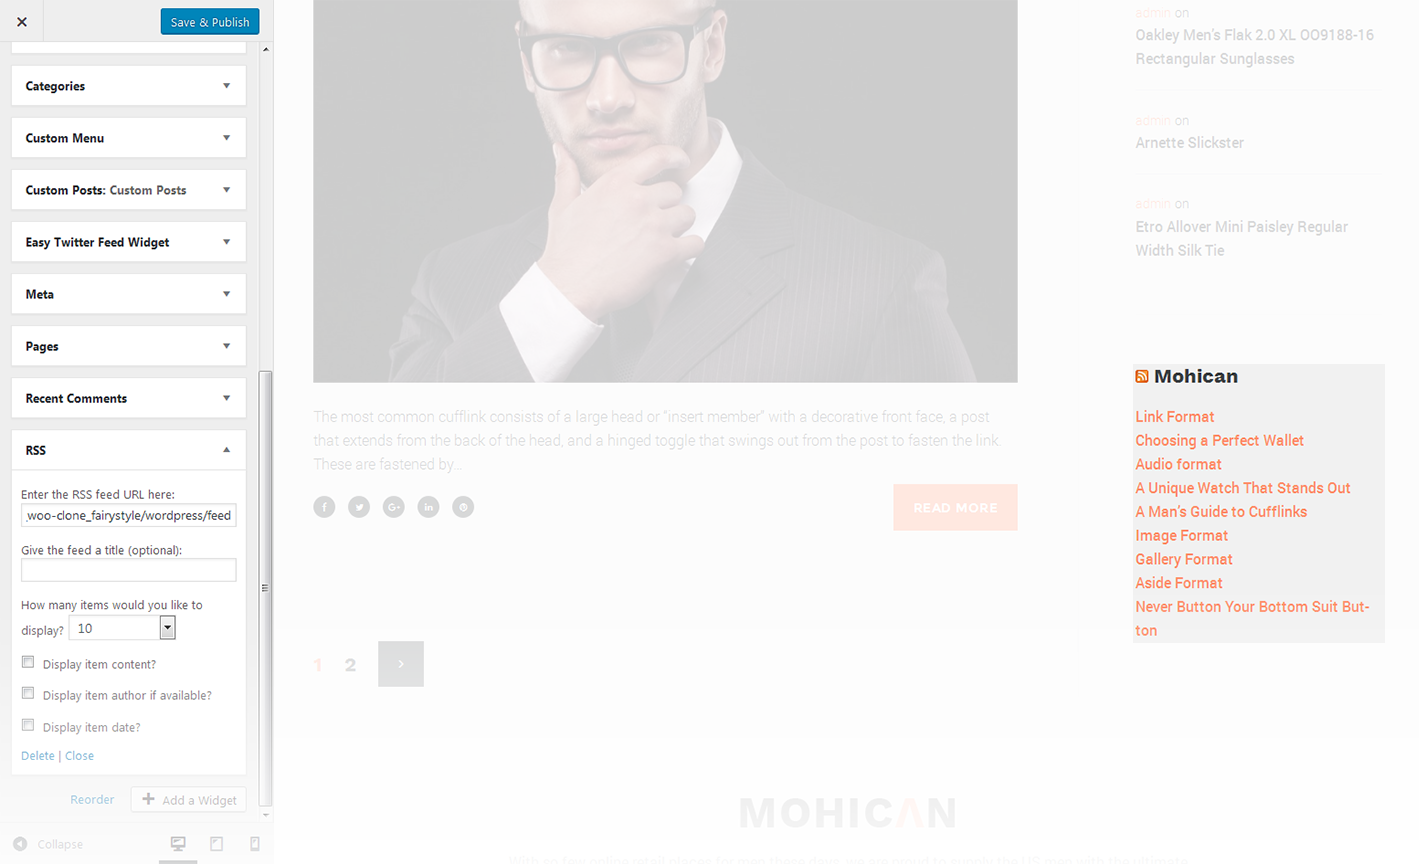 Save & Publish
Categories
Custom Menu
Custom Posts: Custom Posts
Easy Twitter Feed Widget
Meta
Pages
Recent Comments
RSS
Enter the RSS feed URL here:
_woo-clone_fairystyle/wordpress/feed
Give the feed a title (optional):
How many items would you like to
display? 10
Display item content?
Display item author if available?
Display item date?
Delete | Close
Reorder
Add a Widget
Collapse
The most common cufflink consists of a large head or “insert member” with a decorative front face, a post
that extends from the back of the head, and a hinged toggle that swings out from the post to fasten the link.
These are fastened by...
READ MORE
1 2
admin on
Oakley Men's Flak 2.0 XL OO9188-16
Rectangular Sunglasses
admin on
Arnette Slickster
admin on
Etro Allover Mini Paisley Regular
Width Silk Tie
Mohican
Link Format
Choosing a Perfect Wallet
Audio format
A Unique Watch That Stands Out
A Man's Guide to Cufflinks
Image Format
Gallery Format
Aside Format
Never Button Your Bottom Suit But-
ton
MOHICAN